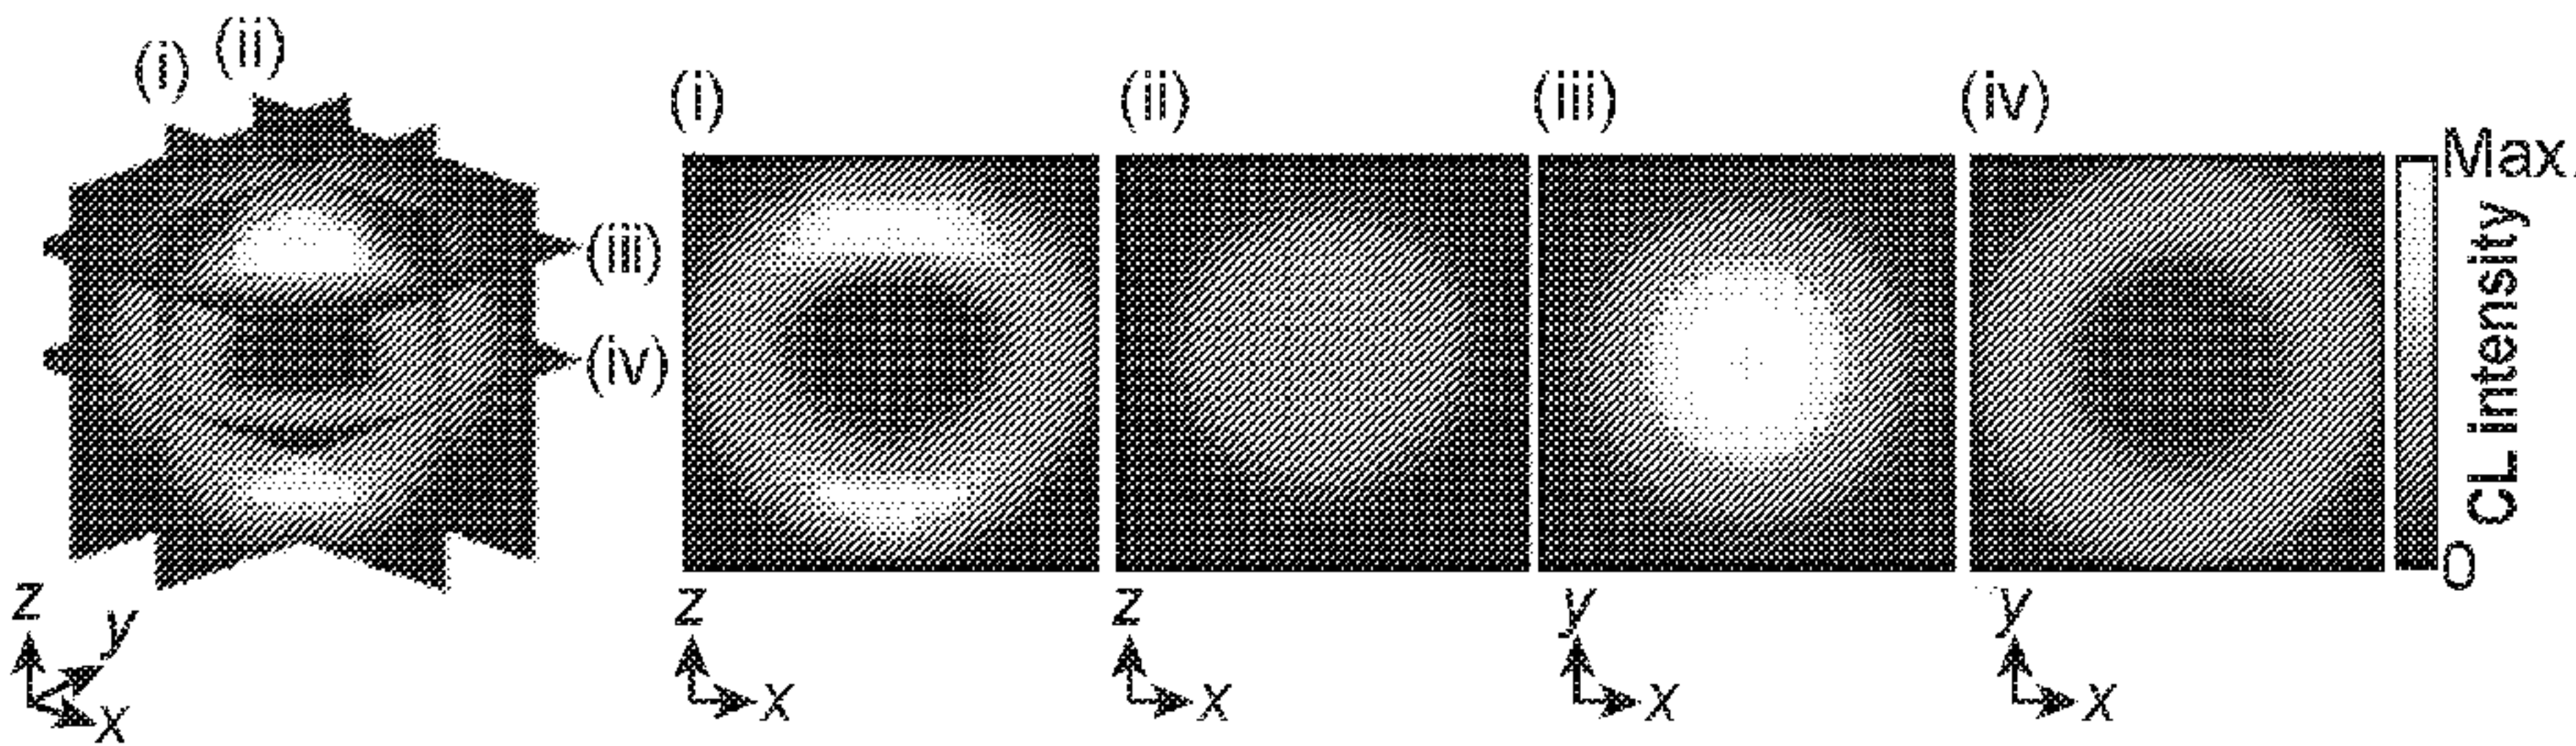 (i) (ii)
(iii)
(iv)
z
y
x
(i)
z
x
(ii)
z
x
(iii)
y
x
(iv)
y
x
Max.
CL intensity
0